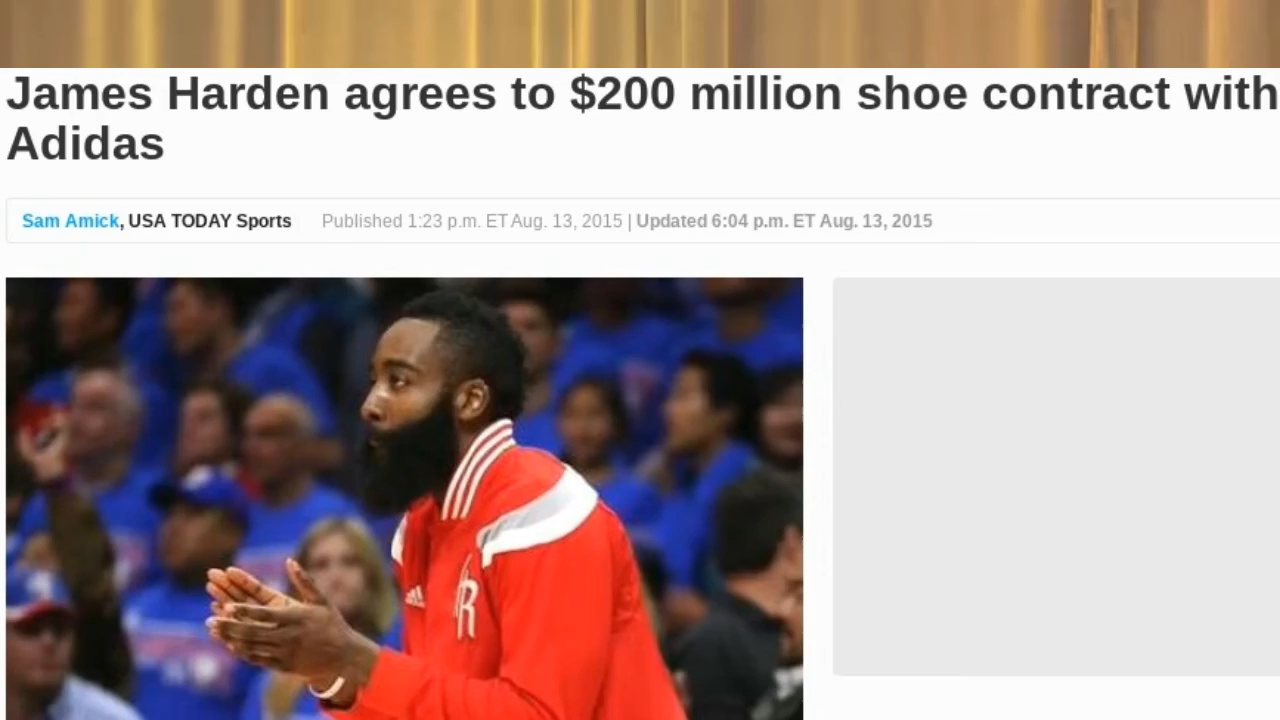 James Harden agrees to $200 million shoe contract with
Adidas
Sam Amick, USA TODAY Sports Published 1:23 p.m. ET Aug. 13, 2015 | Updated 6:04 p.m. ET Aug. 13, 2015
R